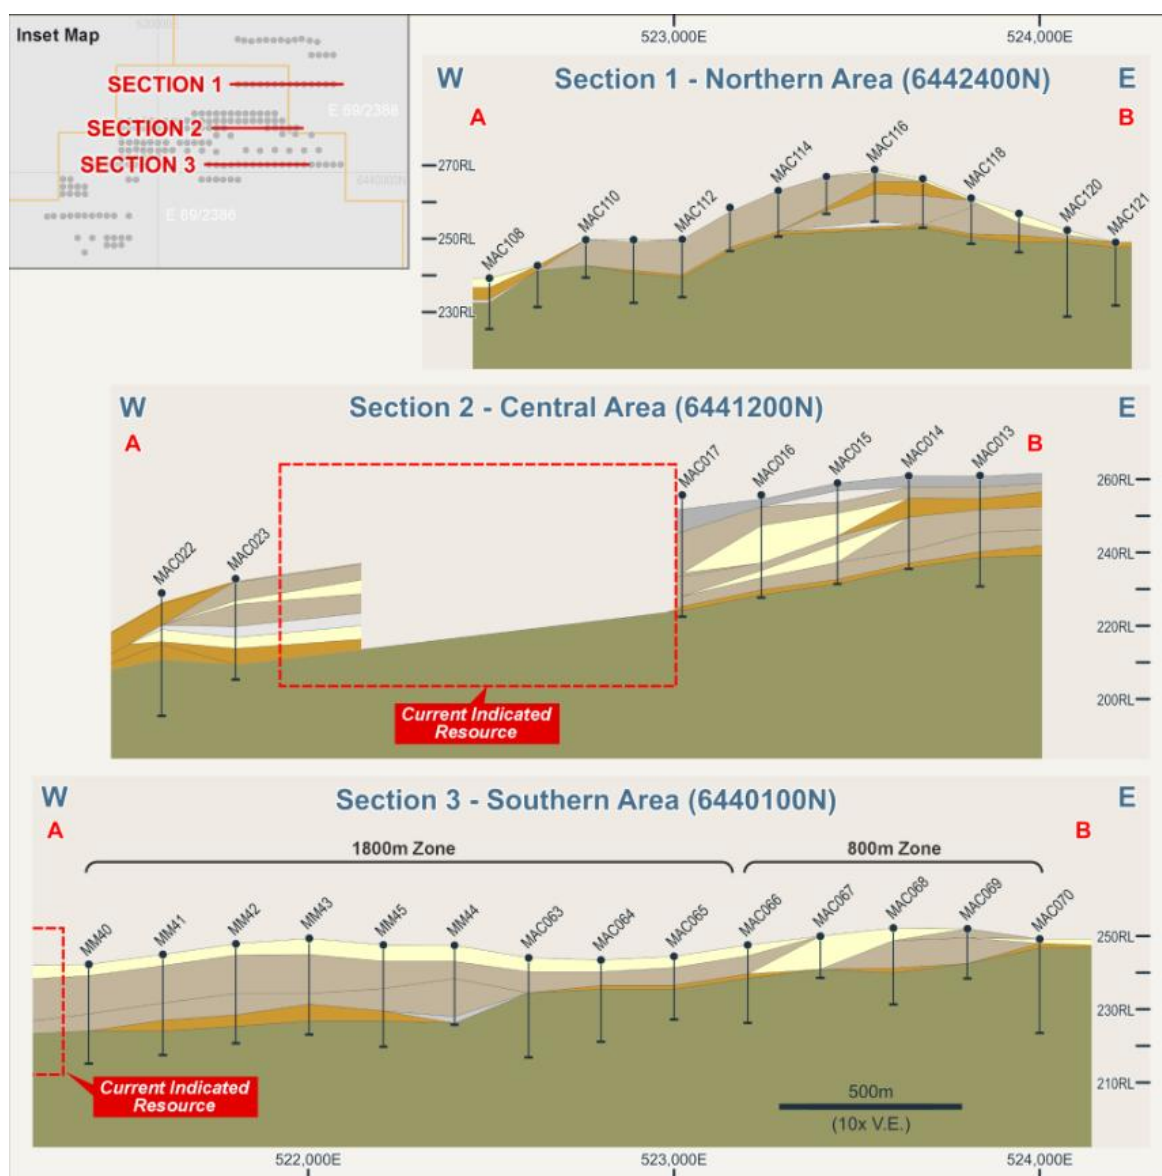 Inset Map
SECTION 1
E 69/2386
SECTION 2
SECTION 3
6440400N
E 69/2386
523,000E
524,000E
W
Section 1 - Northern Area (6442400N)
E
A
B
270RL
250RL
230RL
MAC108
MAC110
MAC112
MAC114
MAC116
MAC118
MAC120
MAC121
W
Section 2 - Central Area (6441200N)
E
A
B
MAC022
MAC023
MAC017
MAC016
MAC015
MAC014
MAC013
260RL
240RL
220RL
200RL
Current Indicated
Resource
W
Section 3 - Southern Area (6440100N)
E
A
B
1800m Zone
800m Zone
MM40
MM41
MM42
MM43
MM45
MM44
MAC063
MAC064
MAC065
MAC066
MAC067
MAC068
MAC069
MAC070
250RL
230RL
210RL
Current Indicated
Resource
500m
(10x V.E.)
522,000E
523,000E
524,000E